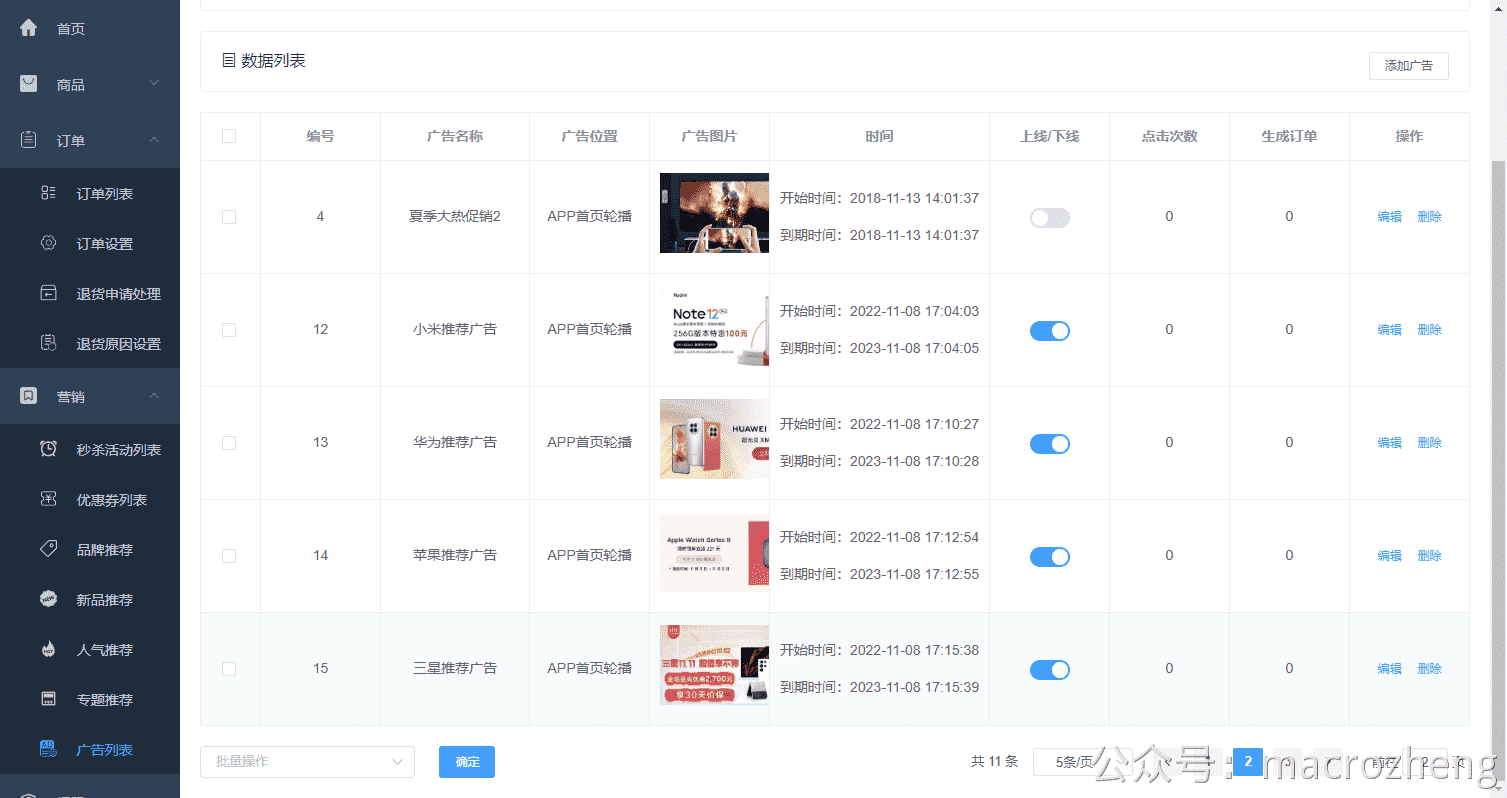 首页
商品
订单
订单列表
订单设置
退货申请处理
退货原因设置
营销
秒杀活动列表
优惠券列表
品牌推荐
新品推荐
人气推荐
专题推荐
广告列表
数据列表
添加广告
编号 广告名称 广告位置 广告图片 时间 上线/下线 点击次数 生成订单 操作
4 夏季大热促销2 APP首页轮播 开始时间：2018-11-13 14:01:37 0 0 编辑 删除
到期时间：2018-11-13 14:01:37
Redmi
Note 12
256G版本特惠100元
12 小米推荐广告 APP首页轮播 开始时间：2022-11-08 17:04:03 0 0 编辑 删除
到期时间：2023-11-08 17:04:05
HUAWEI
13 华为推荐广告 APP首页轮播 开始时间：2022-11-08 17:10:27 0 0 编辑 删除
到期时间：2023-11-08 17:10:28
Apple Watch Series 8
14 苹果推荐广告 APP首页轮播 开始时间：2022-11-08 17:12:54 0 0 编辑 删除
到期时间：2023-11-08 17:12:55
三星11.11
全场至高优惠2,700元
享30天价保
15 三星推荐广告 APP首页轮播 开始时间：2022-11-08 17:15:38 0 0 编辑 删除
到期时间：2023-11-08 17:15:39
批量操作 确定 共 11 条 5条/页 1 2 3 前往 2 页
公众号：macrozheng